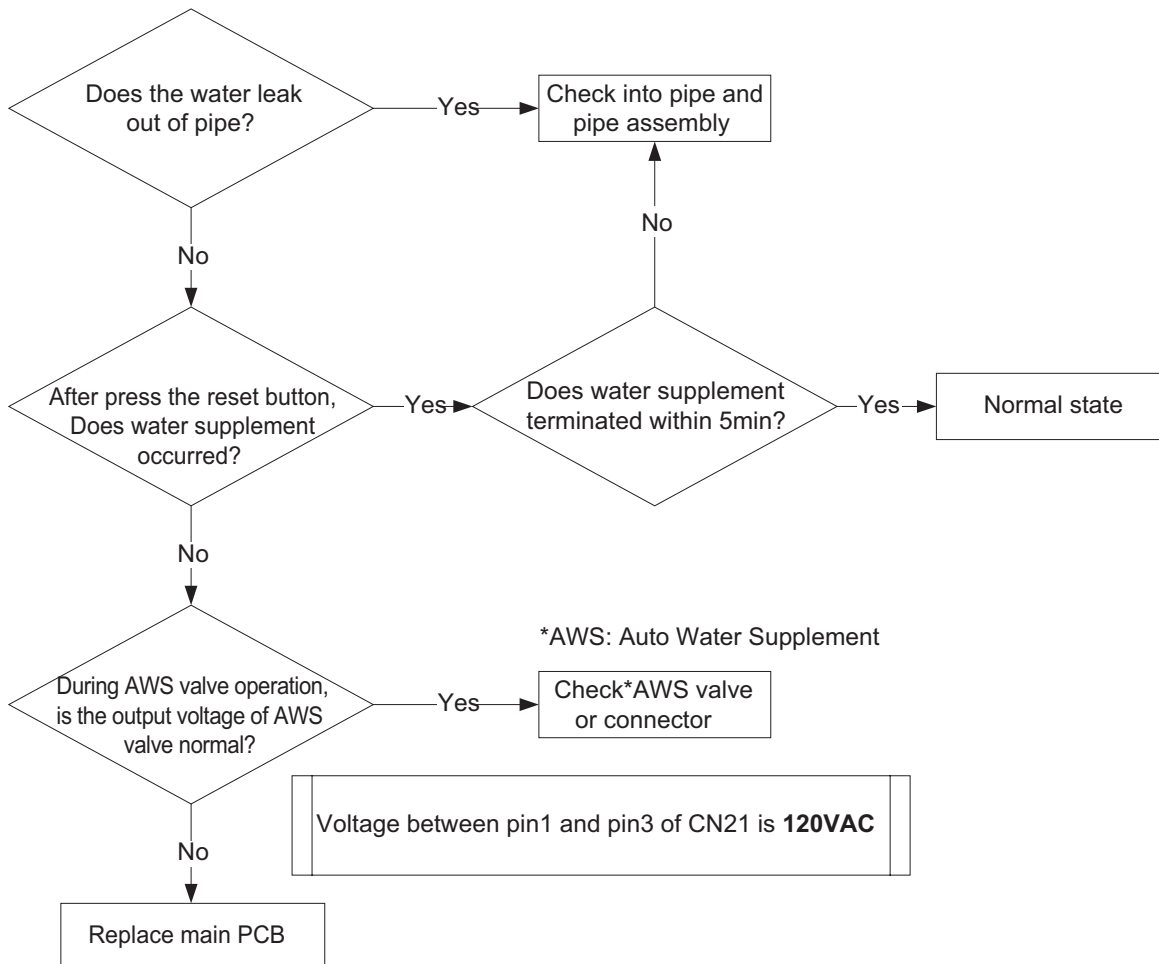 Does the water leak
out of pipe?
Yes
Check into pipe and
pipe assembly
No
No
After press the reset button,
Does water supplement
occurred?
Yes
Does water supplement
terminated within 5min?
Yes
Normal state
No
*AWS: Auto Water Supplement
During AWS valve operation,
is the output voltage of AWS
valve normal?
Yes
Check*AWS valve
or connector
Voltage between pin1 and pin3 of CN21 is 120VAC
No
Replace main PCB